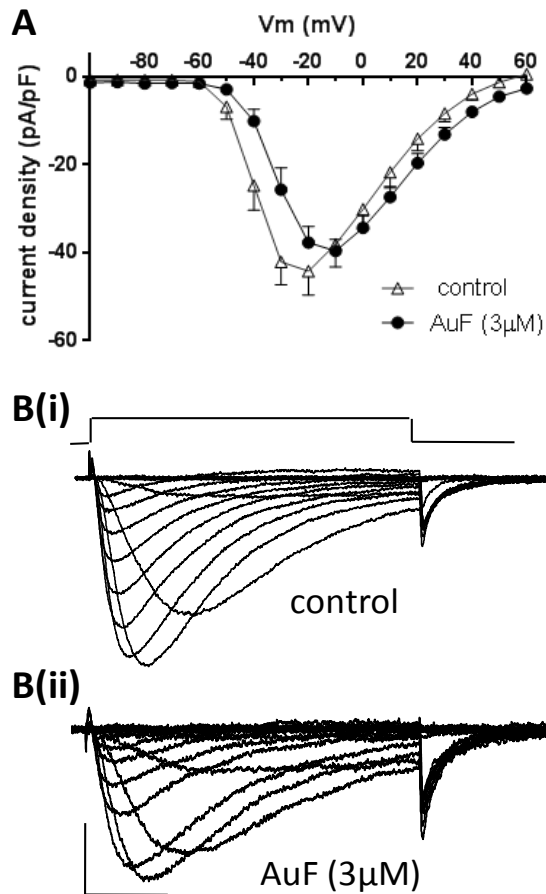 A
Vm (mV)
-80 -60 -40 -20 0 20 40 60
0
-20
-40
-60
current density (pA/pF)
control
AuF (3µM)
B(i)
control
B(ii)
AuF (3µM)